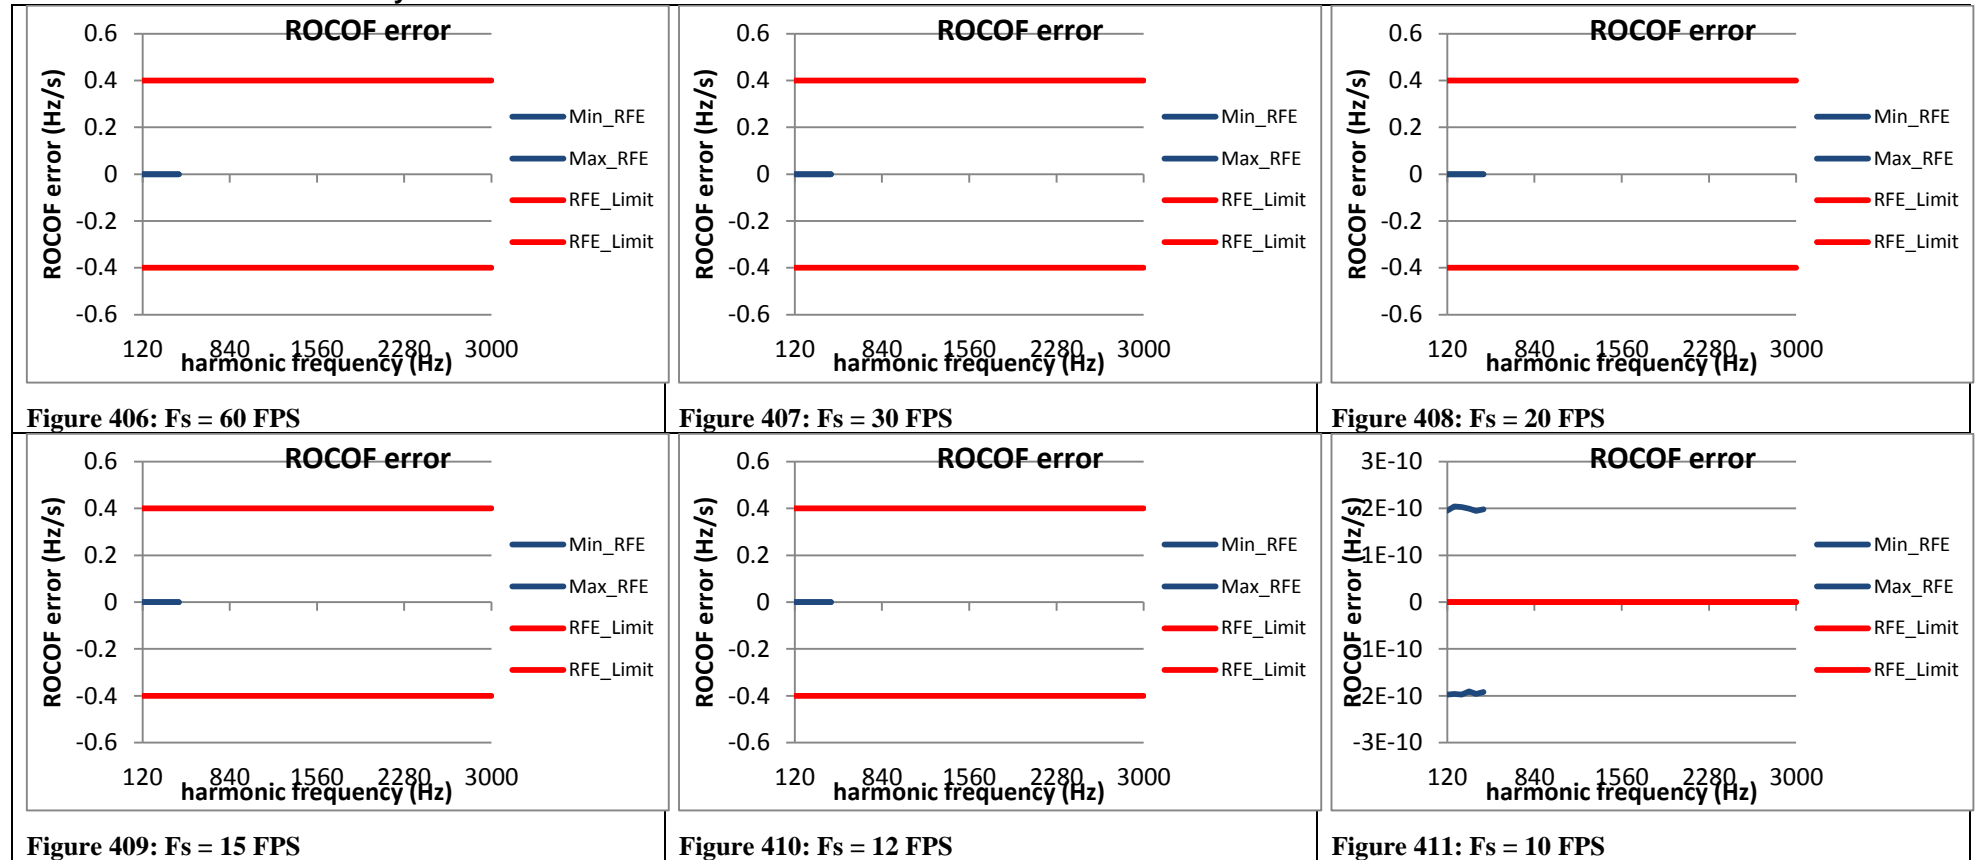 ROCOF error
ROCOF error (Hz/s)
0.6
0.4
0.2
0
-0.2
-0.4
-0.6
120 840 1560 2280 3000
harmonic frequency (Hz)
Min_RFE
Max_RFE
RFE_Limit
RFE_Limit
Figure 406: Fs = 60 FPS
ROCOF error
ROCOF error (Hz/s)
0.6
0.4
0.2
0
-0.2
-0.4
-0.6
120 840 1560 2280 3000
harmonic frequency (Hz)
Min_RFE
Max_RFE
RFE_Limit
RFE_Limit
Figure 407: Fs = 30 FPS
ROCOF error
ROCOF error (Hz/s)
0.6
0.4
0.2
0
-0.2
-0.4
-0.6
120 840 1560 2280 3000
harmonic frequency (Hz)
Min_RFE
Max_RFE
RFE_Limit
RFE_Limit
Figure 408: Fs = 20 FPS
ROCOF error
ROCOF error (Hz/s)
0.6
0.4
0.2
0
-0.2
-0.4
-0.6
120 840 1560 2280 3000
harmonic frequency (Hz)
Min_RFE
Max_RFE
RFE_Limit
RFE_Limit
Figure 409: Fs = 15 FPS
ROCOF error
ROCOF error (Hz/s)
0.6
0.4
0.2
0
-0.2
-0.4
-0.6
120 840 1560 2280 3000
harmonic frequency (Hz)
Min_RFE
Max_RFE
RFE_Limit
RFE_Limit
Figure 410: Fs = 12 FPS
ROCOF error
ROCOF error (Hz/s)
3E-10
2E-10
1E-10
0
1E-10
2E-10
-3E-10
120 840 1560 2280 3000
harmonic frequency (Hz)
Min_RFE
Max_RFE
RFE_Limit
RFE_Limit
Figure 411: Fs = 10 FPS